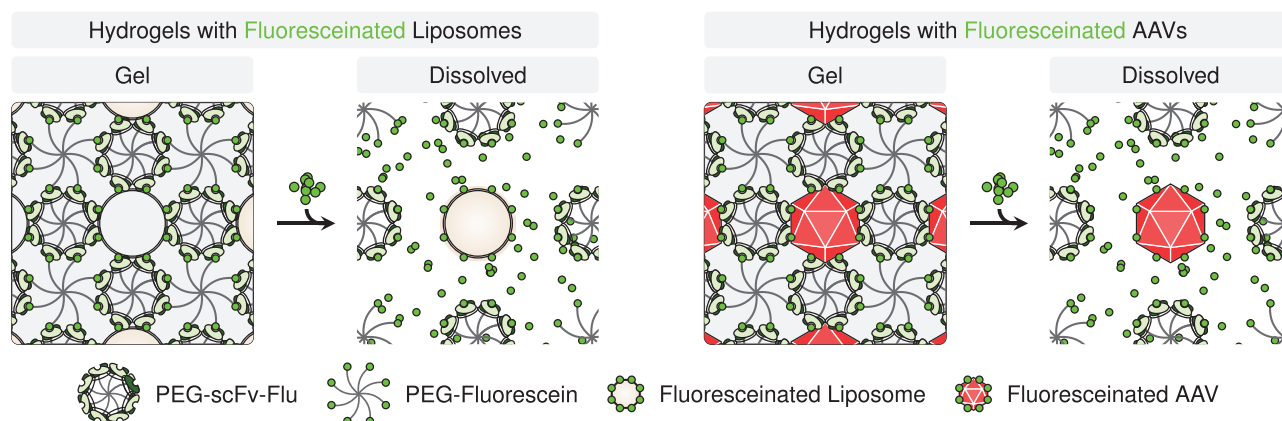 Hydrogels with Fluoresceinated Liposomes
Gel
Dissolved
Hydrogels with Fluoresceinated AAVs
Gel
Dissolved
PEG-scFv-Flu
PEG-Fluorescein
Fluoresceinated Liposome
Fluoresceinated AAV